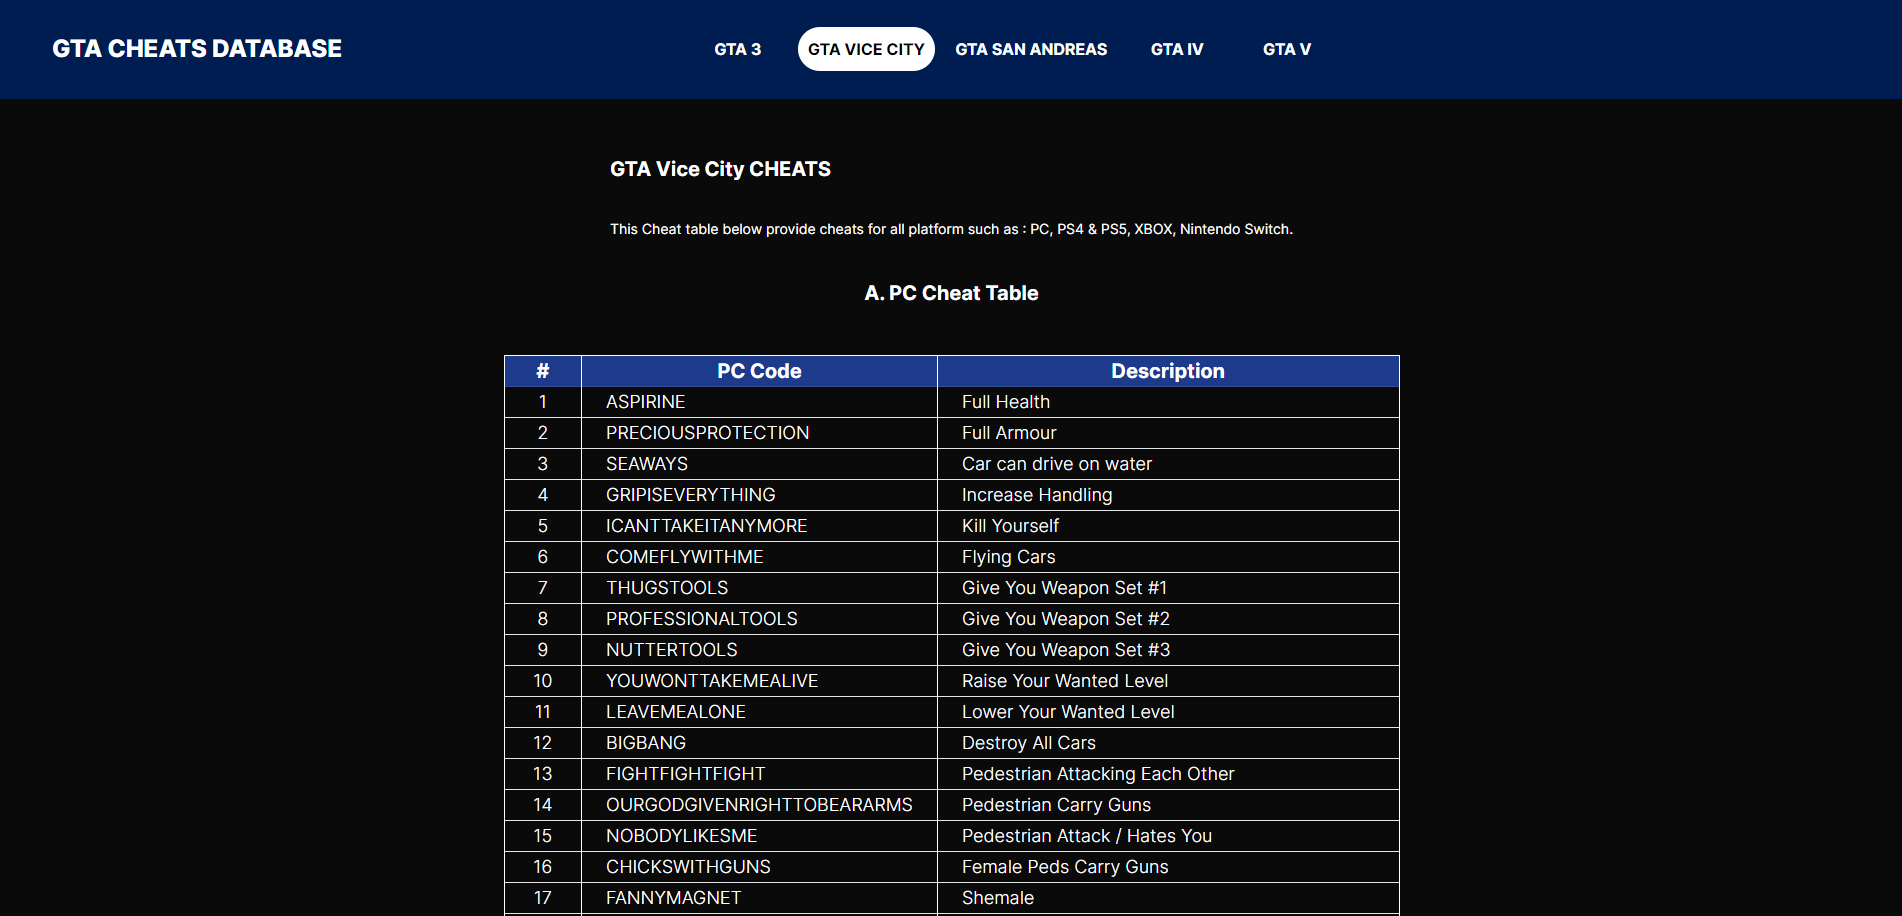 GTA CHEATS DATABASE
GTA 3 GTA VICE CITY GTA SAN ANDREAS GTA IV GTA V
GTA Vice City CHEATS
This Cheat table below provide cheats for all platform such as : PC, PS4 & PS5, XBOX, Nintendo Switch.
A. PC Cheat Table
# PC Code Description
1 ASPIRINE Full Health
2 PRECIOUSPROTECTION Full Armour
3 SEAWAYS Car can drive on water
4 GRIPISEVERYTHING Increase Handling
5 ICANTTAKEITANYMORE Kill Yourself
6 COMEFLYWITHME Flying Cars
7 THUGSTOOLS Give You Weapon Set #1
8 PROFESSIONALTOOLS Give You Weapon Set #2
9 NUTTERTOOLS Give You Weapon Set #3
10 YOUWONTTAKEMEALIVE Raise Your Wanted Level
11 LEAVEMEALONE Lower Your Wanted Level
12 BIGBANG Destroy All Cars
13 FIGHTFIGHTFIGHT Pedestrian Attacking Each Other
14 OURGODGIVENRIGHTTOBEARARMS Pedestrian Carry Guns
15 NOBODYLIKESME Pedestrian Attack / Hates You
16 CHICKSWITHGUNS Female Peds Carry Guns
17 FANNYMAGNET Shemale